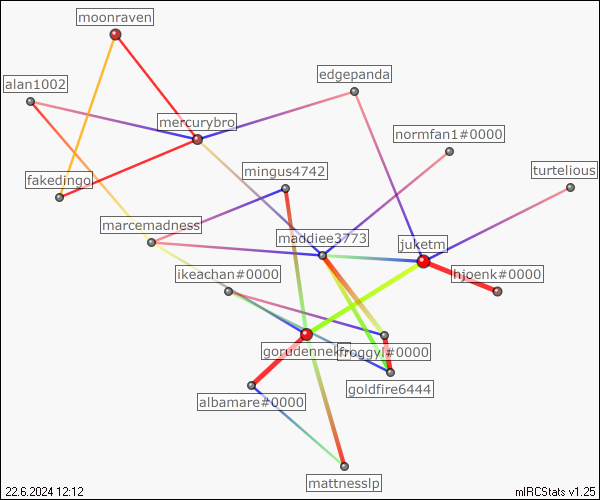 moonraven
edgepanda
alan1002
mercurybro
normfan1#0000
mingus4742
turtelious
fakedingo
marcemadness
maddiee3773
juketm
ikeachan#0000
hjoenk#0000
froggyl#0000
goldfire6444
albamare#0000
mattnesslp
22.6.2024 12:12
mIRCStats v1.25